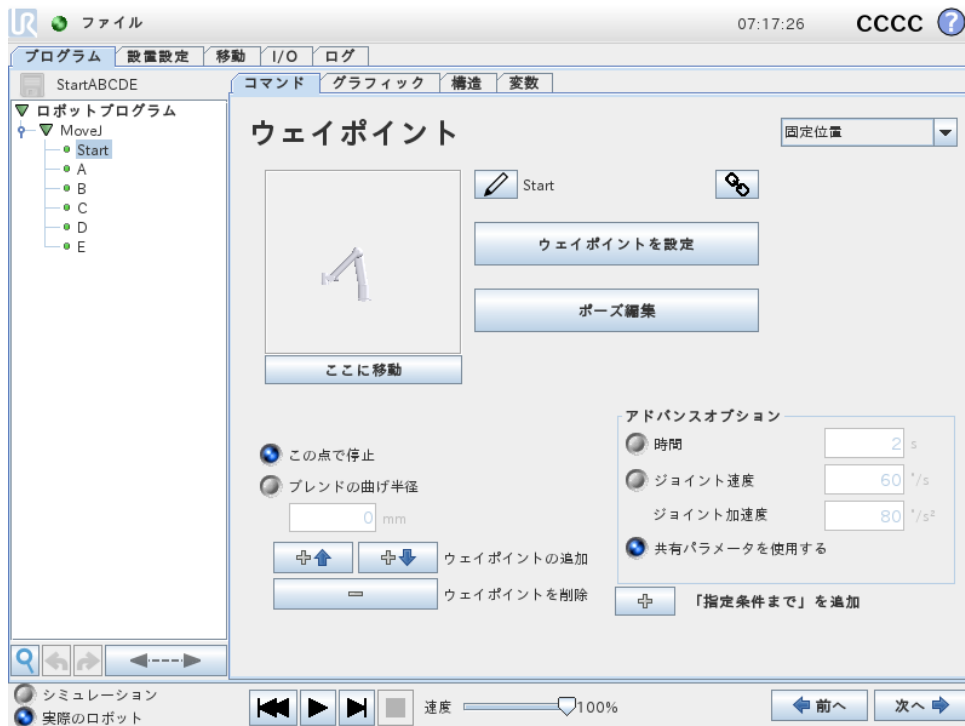 UR ファイル 07:17:26 CCCC ?
プログラム 設置設定 移動 I/O ログ
StartABCDE
コマンド グラフィック 構造 変数
ロボットプログラム
MoveJ
Start
A
B
C
D
E
ウェイポイント
固定位置
Start
ウェイポイントを設定
ポーズ編集
ここに移動
この点で停止
ブレンドの曲げ半径
0 mm
ウェイポイントの追加
ウェイポイントを削除
アドバンスオプション
時間 2 s
ジョイント速度 60 °/s
ジョイント加速度 80 °/s²
共有パラメータを使用する
「指定条件まで」を追加
シミュレーション
実際のロボット
速度 100%
前へ 次へ